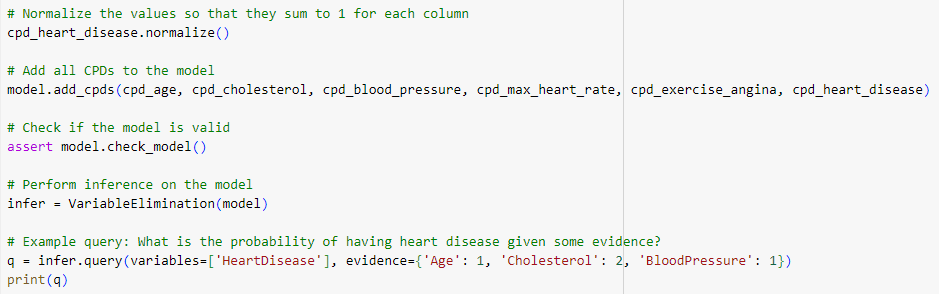 # Normalize the values so that they sum to 1 for each column
cpd_heart_disease.normalize()
# Add all CPDs to the model
model.add_cpds(cpd_age, cpd_cholesterol, cpd_blood_pressure, cpd_max_heart_rate, cpd_exercise_angina, cpd_heart_disease)
# Check if the model is valid
assert model.check_model()
# Perform inference on the model
infer = VariableElimination(model)
# Example query: What is the probability of having heart disease given some evidence?
q = infer.query(variables=['HeartDisease'], evidence={'Age': 1, 'Cholesterol': 2, 'BloodPressure': 1})
print(q)